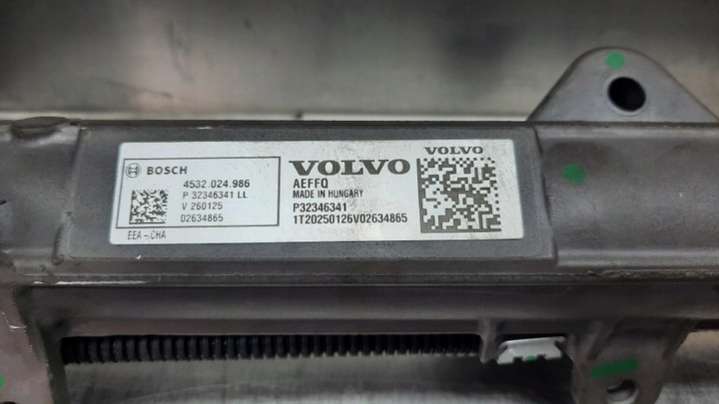 BOSCH
4532.024.986
P 32346341 LL
V 260125
02634865
EEA - CHA
VOLVO
AEFFQ
MADE IN HUNGARY
P32346341
1T20250126V02634865
VOLVO